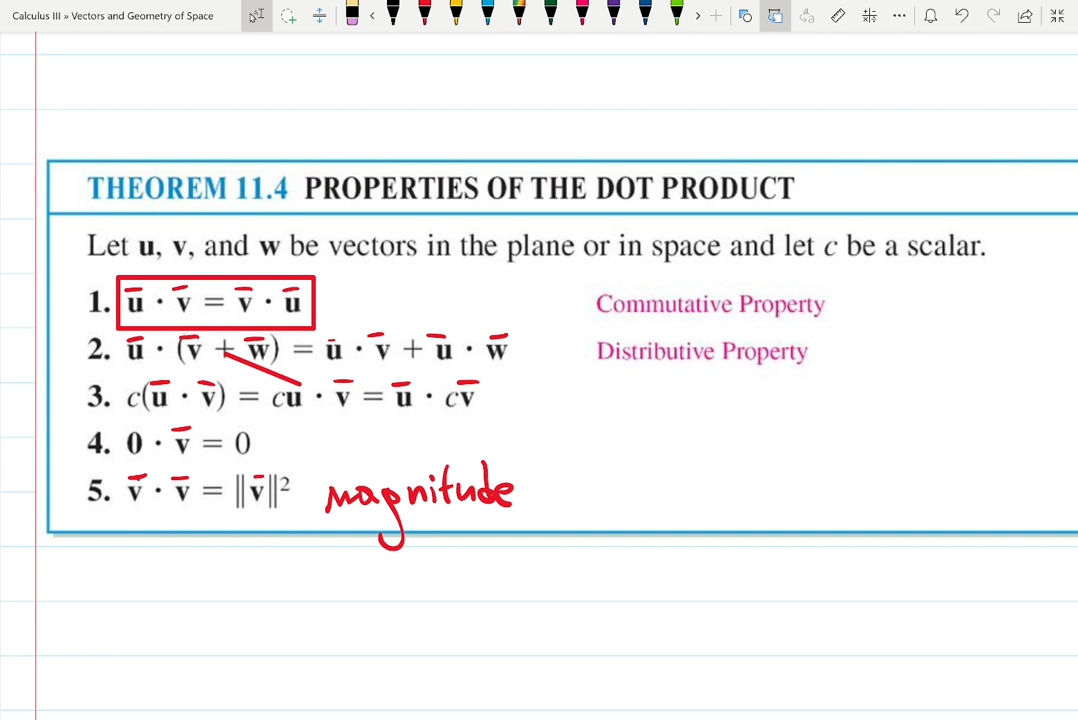 Calculus III » Vectors and Geometry of Space
THEOREM 11.4 PROPERTIES OF THE DOT PRODUCT
Let u, v, and w be vectors in the plane or in space and let c be a scalar.
1. u̅ · v̅ = v̅ · u̅ Commutative Property
2. u̅ · (v̅ + w̅) = u̅ · v̅ + u̅ · w̅ Distributive Property
3. c(u̅ · v̅) = cu · v̅ = u̅ · cv̅
4. 0 · v̅ = 0
5. v̅ · v̅ = ‖v̅‖² magnitude